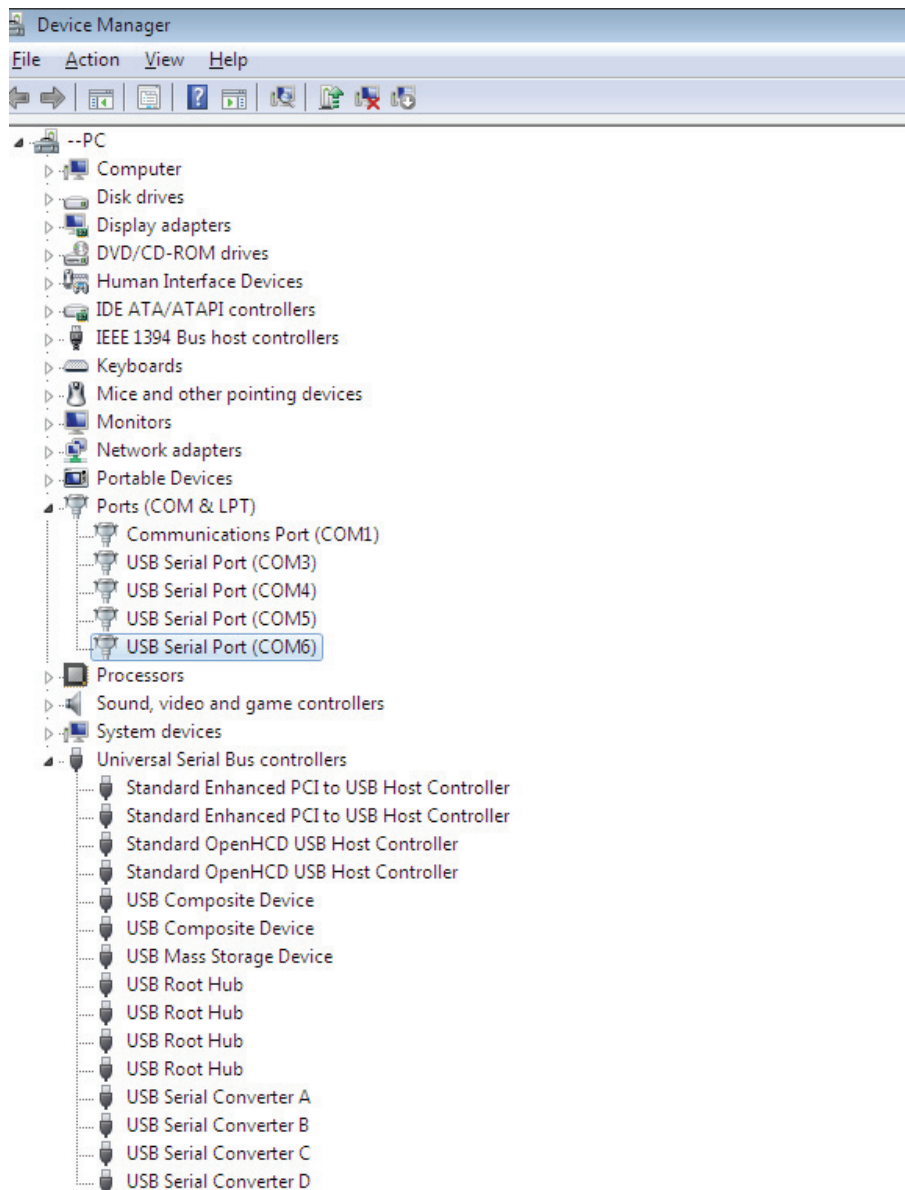 Device Manager
File Action View Help
--PC
Computer
Disk drives
Display adapters
DVD/CD-ROM drives
Human Interface Devices
IDE ATA/ATAPI controllers
IEEE 1394 Bus host controllers
Keyboards
Mice and other pointing devices
Monitors
Network adapters
Portable Devices
Ports (COM & LPT)
Communications Port (COM1)
USB Serial Port (COM3)
USB Serial Port (COM4)
USB Serial Port (COM5)
USB Serial Port (COM6)
Processors
Sound, video and game controllers
System devices
Universal Serial Bus controllers
Standard Enhanced PCI to USB Host Controller
Standard Enhanced PCI to USB Host Controller
Standard OpenHCD USB Host Controller
Standard OpenHCD USB Host Controller
USB Composite Device
USB Composite Device
USB Mass Storage Device
USB Root Hub
USB Root Hub
USB Root Hub
USB Root Hub
USB Serial Converter A
USB Serial Converter B
USB Serial Converter C
USB Serial Converter D